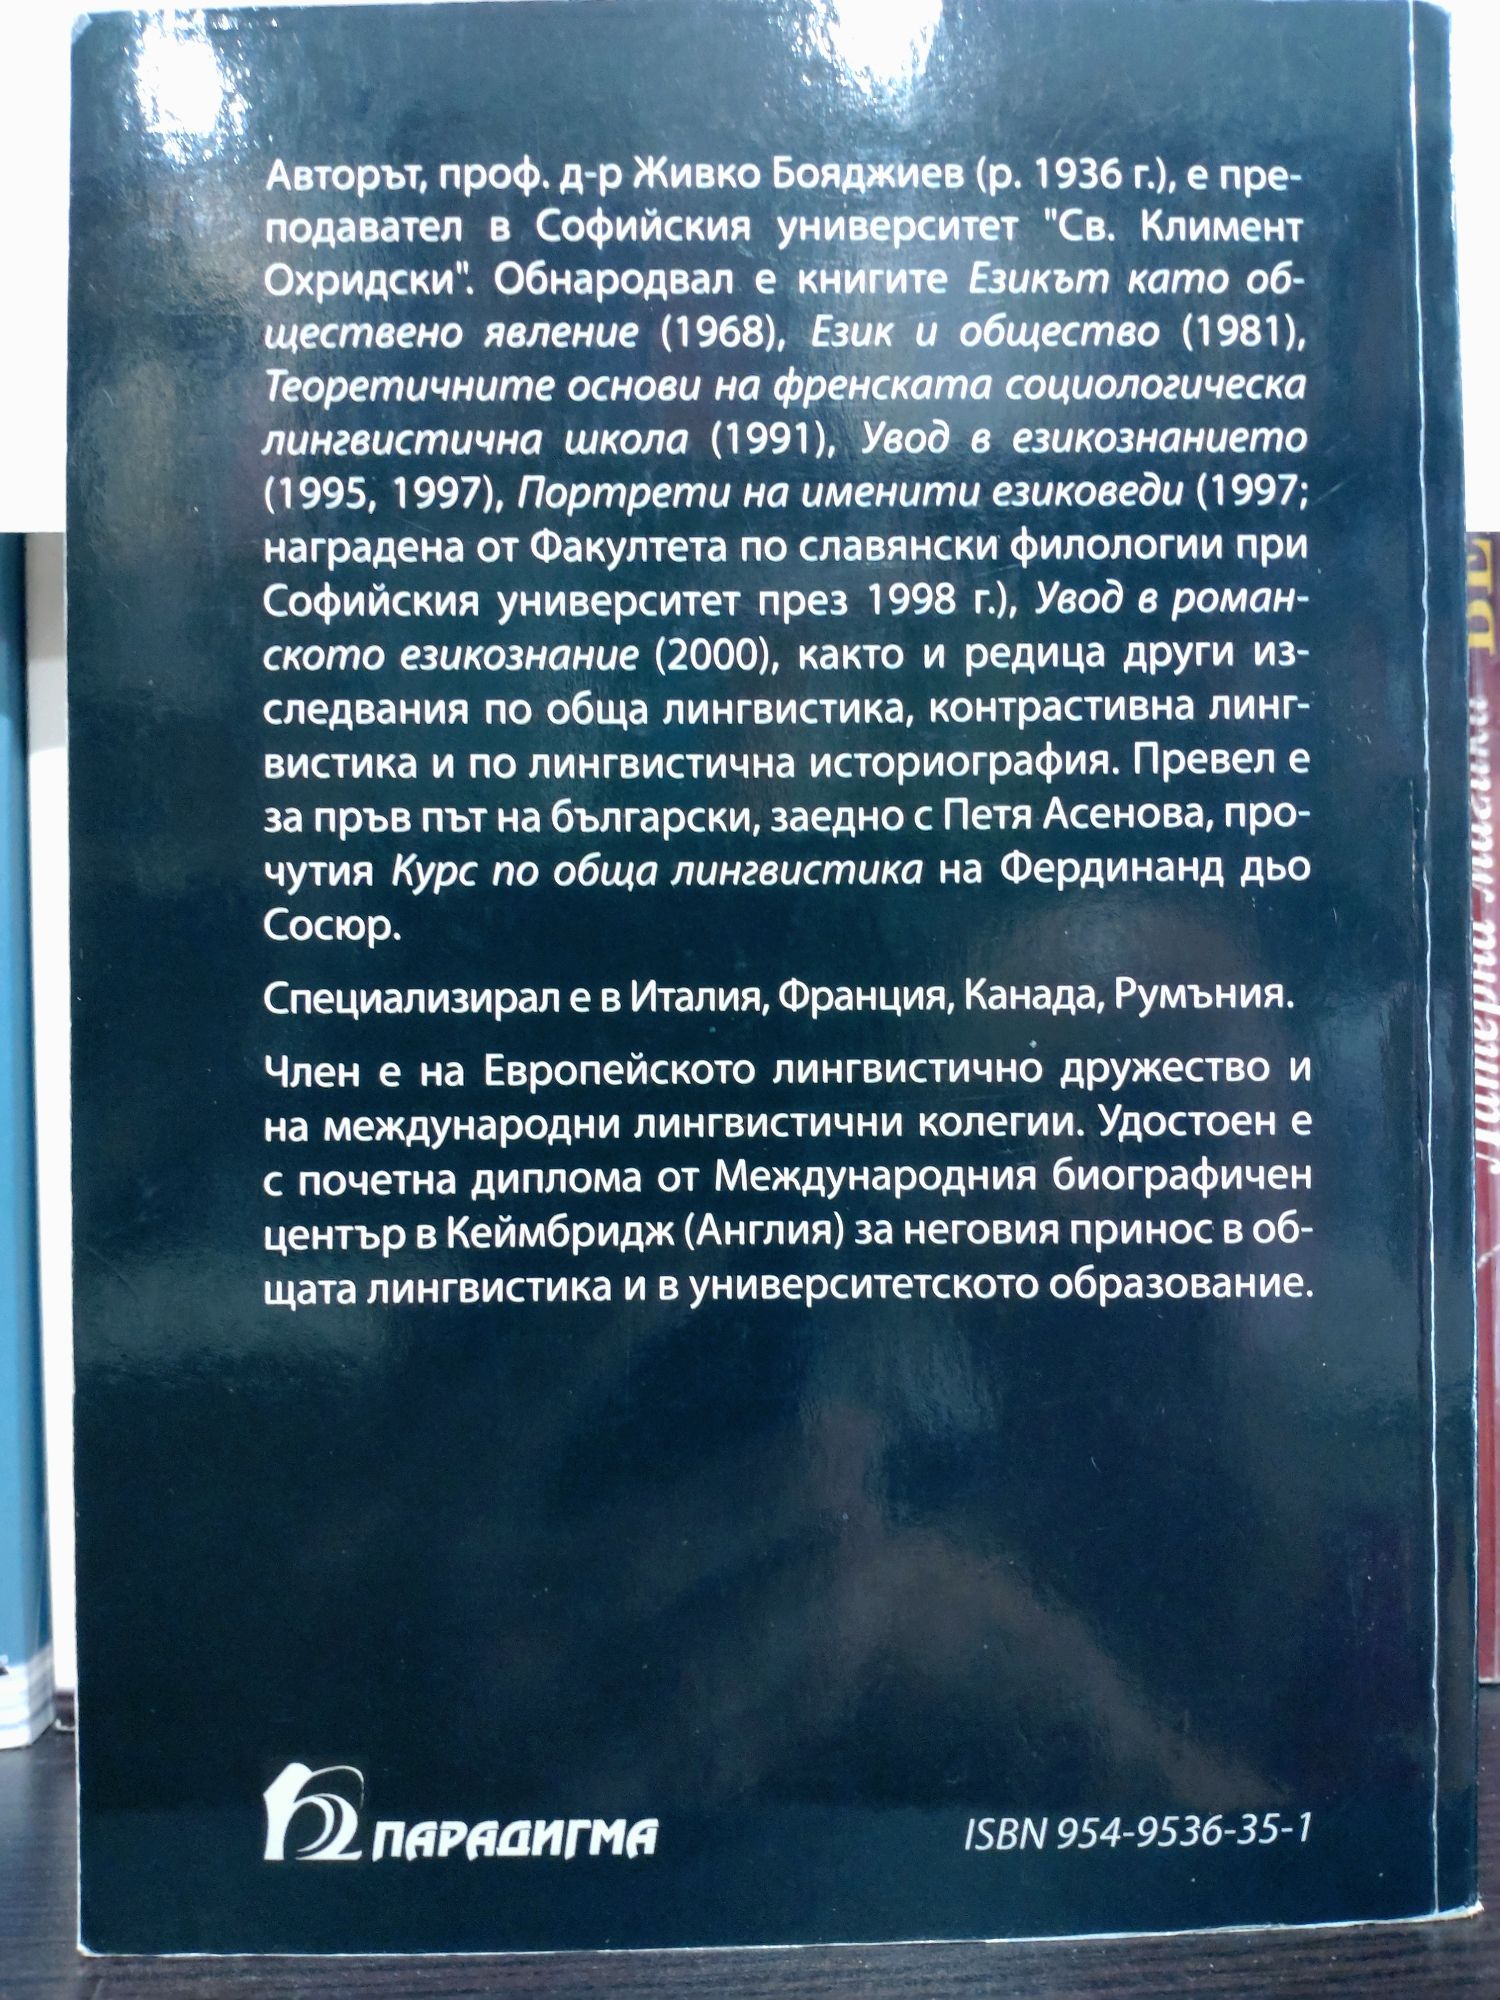 Авторът, проф. д-р Живко Бояджиев (р. 1936 г.), е пре-
подавател в Софийския университет "Св. Климент
Охридски". Обнародвал е книгите Езикът като об-
ществено явление (1968), Език и общество (1981),
Теоретичните основи на френската социологическа
лингвистична школа (1991), Увод в езикознанието
(1995, 1997), Портрети на именити езиковеди (1997;
наградена от Факултета по славянски филологии при
Софийския университет през 1998 г.), Увод в роман-
ското езикознание (2000), както и редица други из-
следвания по обща лингвистика, контрастивна линг-
вистика и по лингвистична историография. Превел е
за пръв път на български, заедно с Петя Асенова, про-
чутия Курс по обща лингвистика на Фердинанд дьо
Сосюр.
Специализирал е в Италия, Франция, Канада, Румъния.
Член е на Европейското лингвистично дружество и
на международни лингвистични колегии. Удостоен е
с почетна диплома от Международния биографичен
център в Кеймбридж (Англия) за неговия принос в об-
щата лингвистика и в университетското образование.
ПАРАДИГМА
ISBN 954-9536-35-1